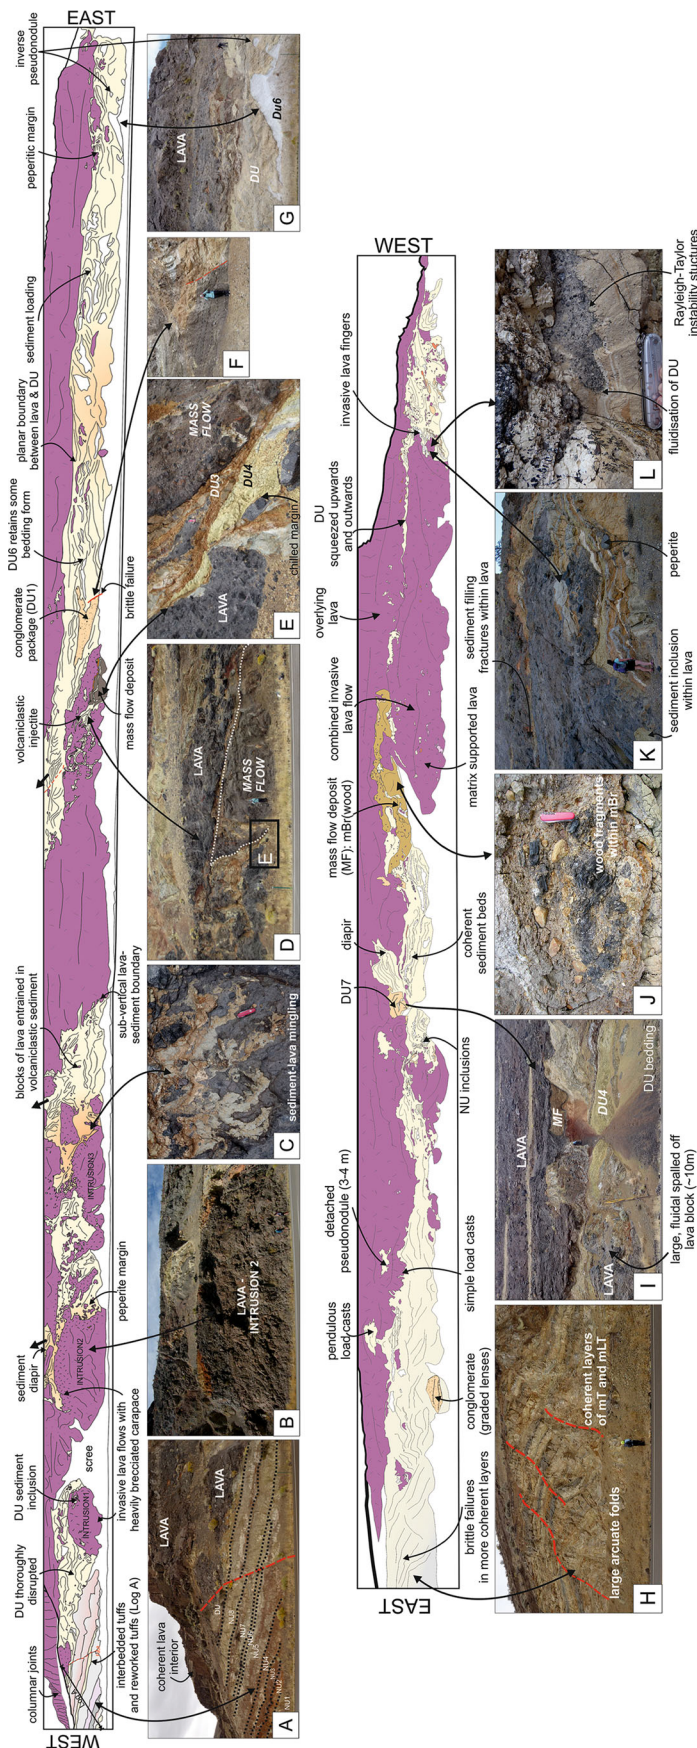 WEST
EAST
columnar joints
DU thoroughly
disrupted
DU sediment
inclusion
sediment
diapir
blocks of lava entrained in
volcaniclastic sediment
volcaniclastic
injectite
conglomerate
package (DU1)
DU6 retains some
bedding form
planar boundary
between lava & DU
sediment loading
peperitic margin
inverse
pseudonodule
Log A
INTRUSION1
INTRUSION2
INTRUSION3
scree
interbedded tuffs
and reworked tuffs (Log A)
invasive lava flows with
heavily brecciated carapace
peperite margin
sub-vertical lava-
sediment boundary
mass flow deposit
brittle failure
A
coherent lava
interior
LAVA
LAVA
DU
NU1
NU2
B
LAVA -
INTRUSION 2
C
sediment-lava mingling
D
LAVA
MASS
FLOW
E
E
LAVA
DU3
DU4
MASS
FLOW
chilled margin
F
G
LAVA
DU
Du6
EAST
WEST
brittle failures
in more coherent layers
conglomerate
(graded lenses)
pendulous
load casts
detached
pseudonodule (3-4 m)
simple load casts
NU inclusions
DU7
diapir
coherent
sediment beds
mass flow deposit
(MF): mBr(wood)
combined invasive
lava flow
matrix supported lava
overlying
lava
sediment filling
fractures within lava
DU
squeezed upwards
and outwards
invasive lava fingers
H
large arcuate folds
coherent layers
of mT and mLT
I
LAVA
MF
DU4
LAVA
DU bedding
large, fluidal spalled off
lava block (~10m)
J
wood fragments
within mBr
K
sediment inclusion
within lava
peperite
L
fluidisation of DU
Rayleigh-Taylor
instability stuctures